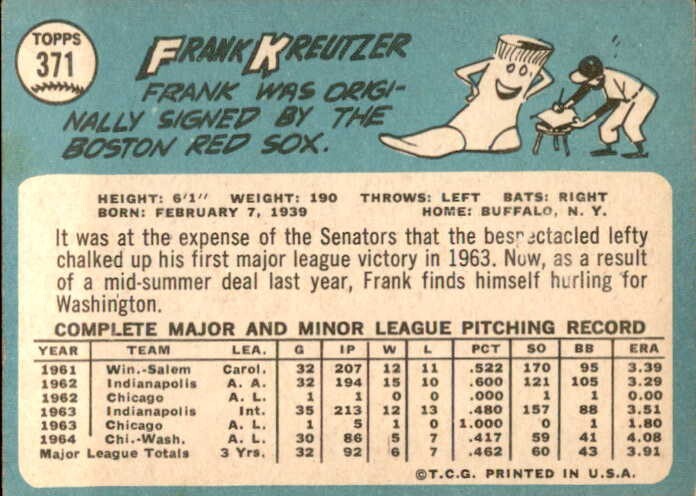 TOPPS
371
FRANK KREUTZER
FRANK WAS ORIGI-
NALLY SIGNED BY THE
BOSTON RED SOX.
HEIGHT: 6'1" WEIGHT: 190 THROWS: LEFT BATS: RIGHT
BORN: FEBRUARY 7, 1939 HOME: BUFFALO, N. Y.
It was at the expense of the Senators that the bespectacled lefty
chalked up his first major league victory in 1963. Now, as a result
of a mid-summer deal last year, Frank finds himself hurling for
Washington.
COMPLETE MAJOR AND MINOR LEAGUE PITCHING RECORD
YEAR TEAM LEA. G IP W L PCT SO BB ERA
1961 Win.-Salem Carol. 32 207 12 11 .522 170 95 3.39
1962 Indianapolis A. A. 32 194 15 10 .600 121 105 3.29
1962 Chicago A. L. 1 1 0 0 .000 1 1 0.00
1963 Indianapolis Int. 35 213 12 13 .480 157 88 3.51
1963 Chicago A. L. 1 5 1 0 1.000 0 1 1.80
1964 Chi.-Wash. A. L. 30 86 5 7 .417 59 41 4.08
Major League Totals 3 Yrs. 32 92 6 7 .462 60 43 3.91
©T.C.G. PRINTED IN U.S.A.